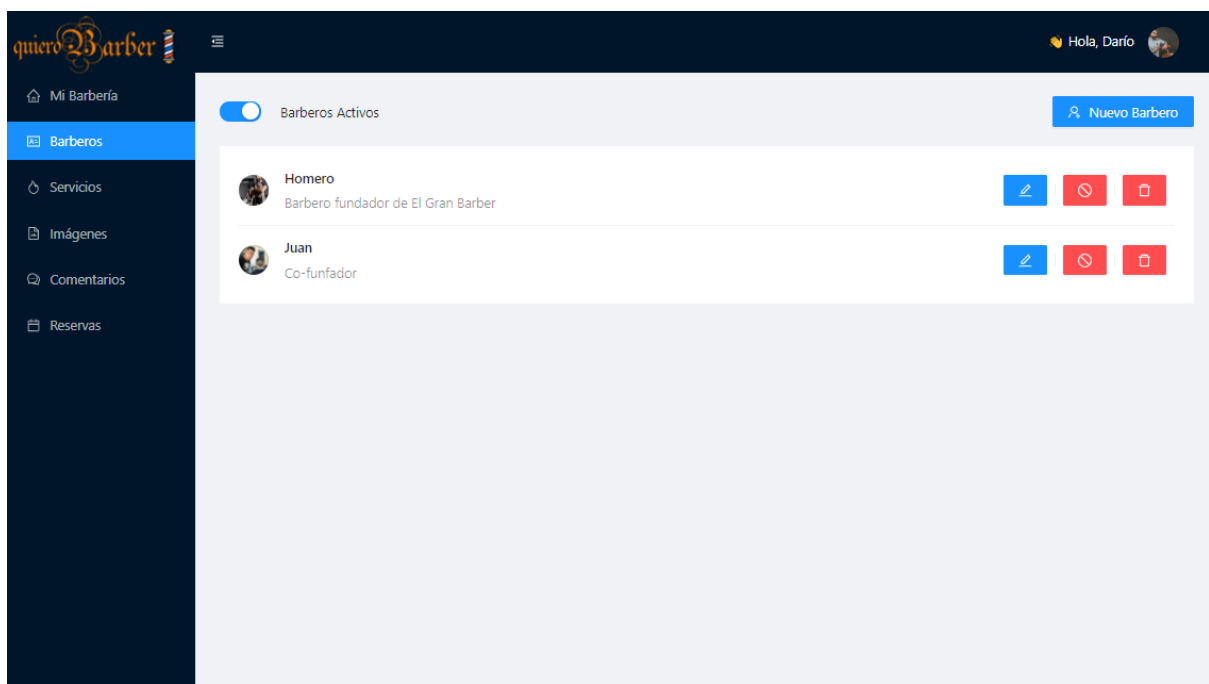 quiero Barber
Hola, Darío
Mi Barbería
Barberos
Servicios
Imágenes
Comentarios
Reservas
Barberos Activos
Nuevo Barbero
Homero
Barbero fundador de El Gran Barber
Juan
Co-funfador